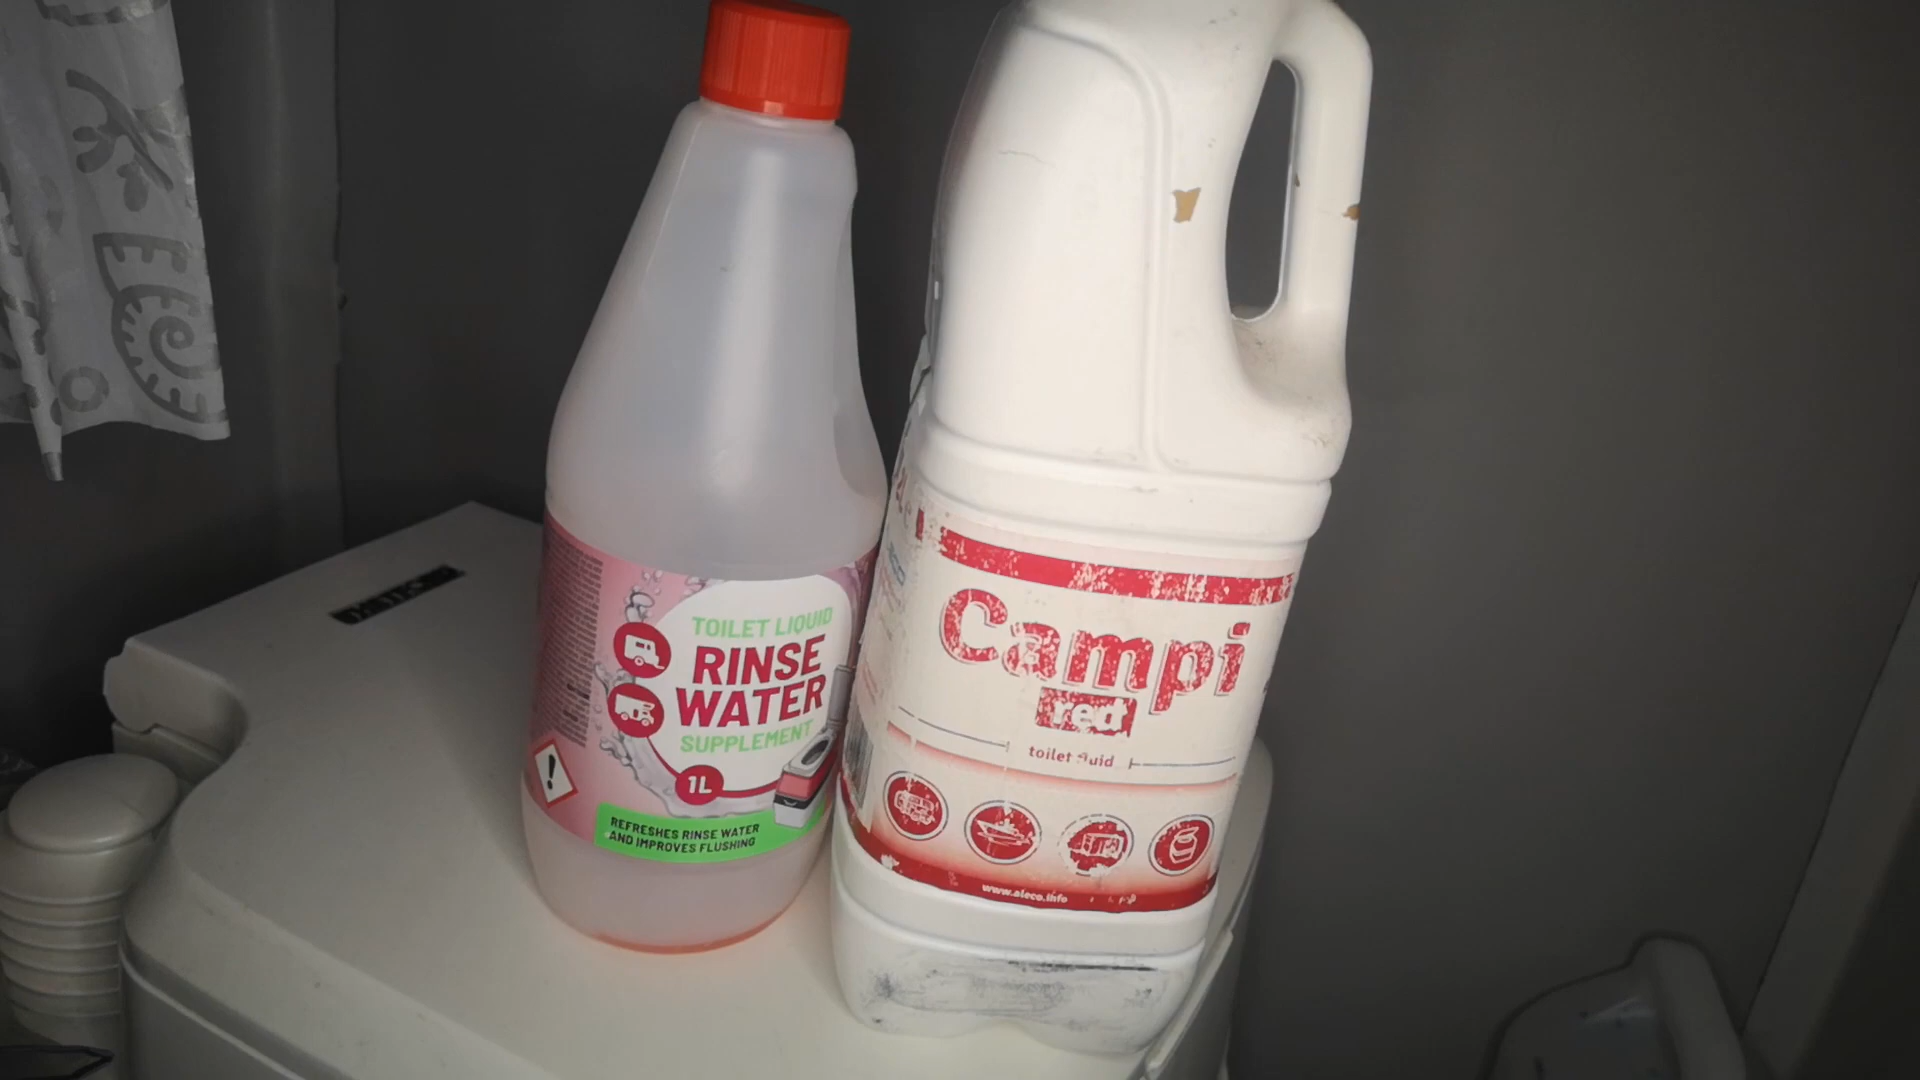 TOILET LIQUID
RINSE
WATER
SUPPLEMENT
1L
REFRESHES RINSE WATER
AND IMPROVES FLUSHING
Campi
red
toilet fluid
www.aleco.info